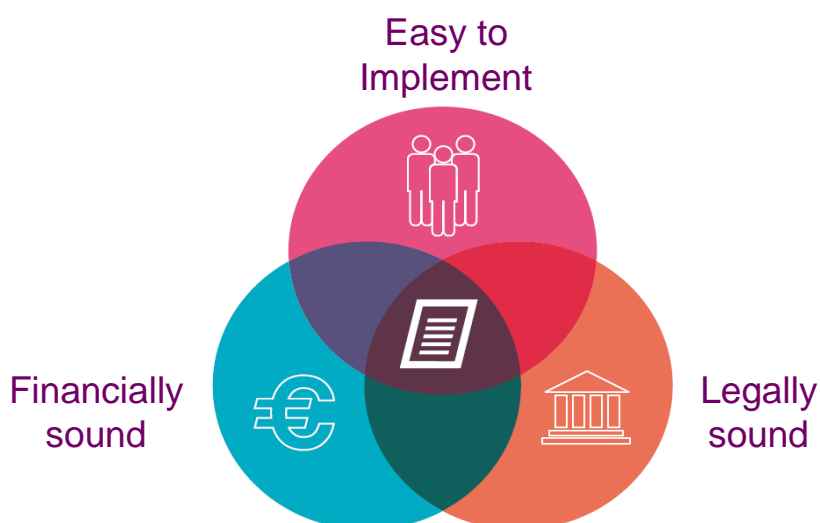 Easy to
Implement
Financially
sound
€
Legally
sound